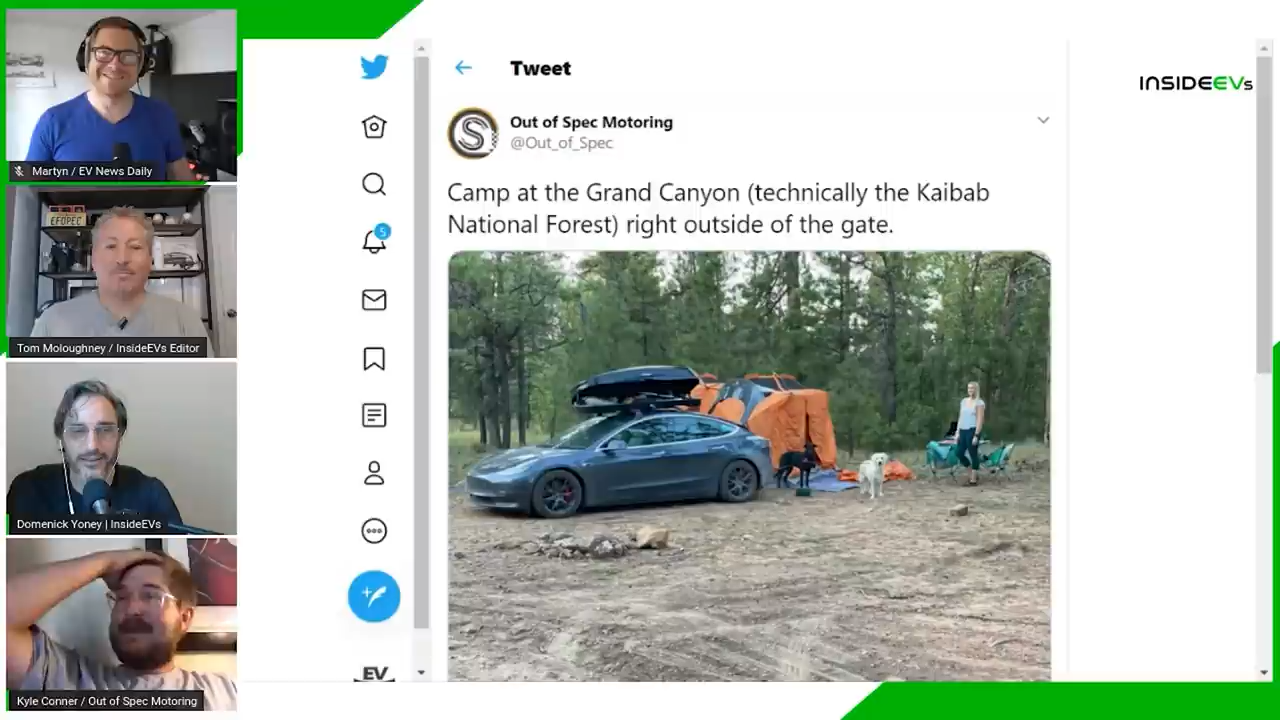 Martyn / EV News Daily
EFOPEC
Tom Moloughney / InsideEVs Editor
Domenick Yoney | InsideEVs
Kyle Conner / Out of Spec Motoring
5
EV
Tweet
Out of Spec Motoring
@Out_of_Spec
Camp at the Grand Canyon (technically the Kaibab
National Forest) right outside of the gate.
INSIDEEVs